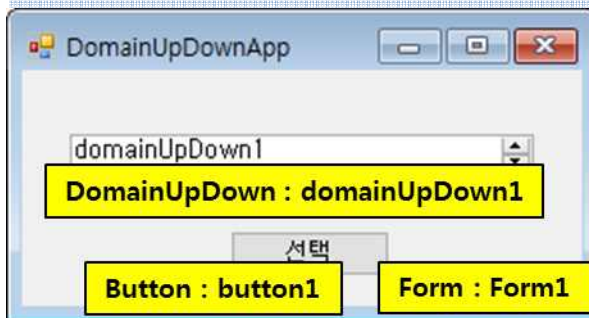 DomainUpDownApp
domainUpDown1
DomainUpDown : domainUpDown1
선택
Button : button1
Form : Form1